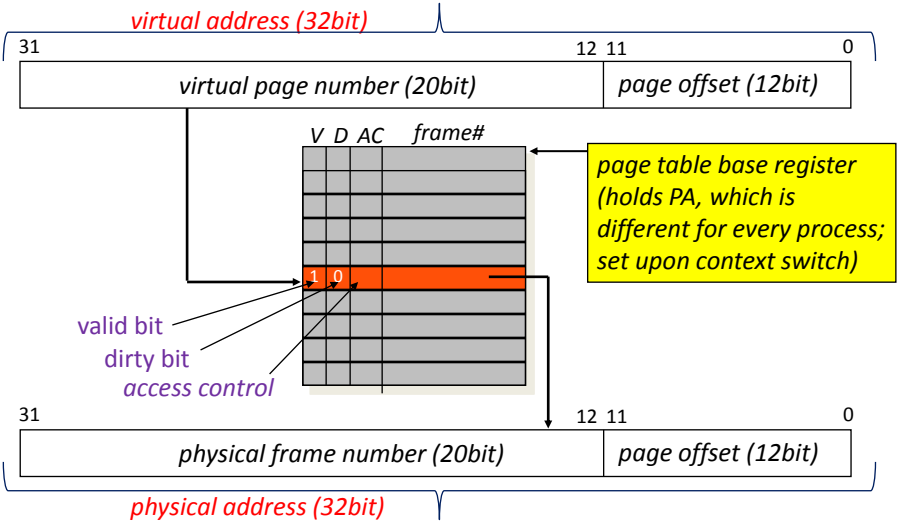 virtual address (32bit)
31 12 11 0
virtual page number (20bit) page offset (12bit)
V D AC frame#
page table base register
(holds PA, which is
different for every process;
set upon context switch)
1 0
valid bit
dirty bit
access control
31 12 11 0
physical frame number (20bit) page offset (12bit)
physical address (32bit)